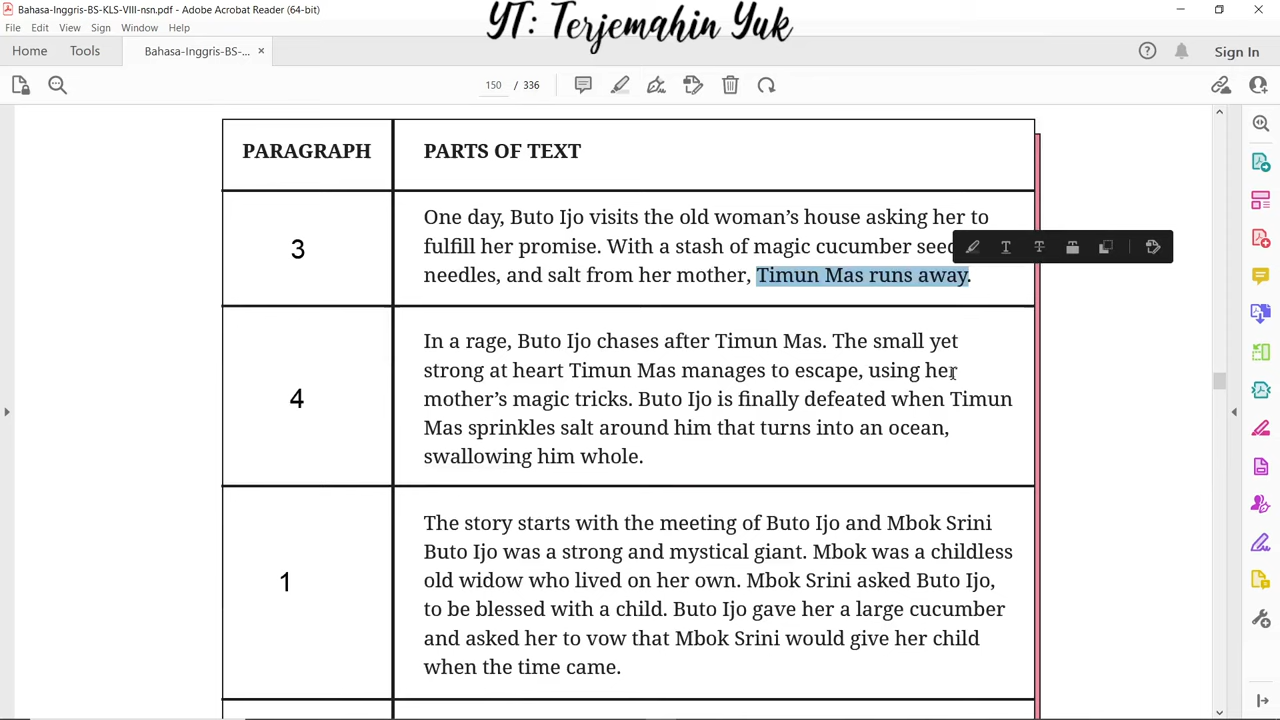 Bahasa-Inggris-BS-KLS-VIII-nsn.pdf - Adobe Acrobat Reader (64-bit)
YT: Terjemahin Yuk
File Edit View Sign Window Help
Home Tools Bahasa-Inggris-BS-... × Sign In
150 / 336
PARAGRAPH PARTS OF TEXT
3
One day, Buto Ijo visits the old woman’s house asking her to
fulfill her promise. With a stash of magic cucumber
needles, and salt from her mother, Timun Mas runs away.
4
In a rage, Buto Ijo chases after Timun Mas. The small yet
strong at heart Timun Mas manages to escape, using her
mother’s magic tricks. Buto Ijo is finally defeated when Timun
Mas sprinkles salt around him that turns into an ocean,
swallowing him whole.
1
The story starts with the meeting of Buto Ijo and Mbok Srini
Buto Ijo was a strong and mystical giant. Mbok was a childless
old widow who lived on her own. Mbok Srini asked Buto Ijo,
to be blessed with a child. Buto Ijo gave her a large cucumber
and asked her to vow that Mbok Srini would give her child
when the time came.